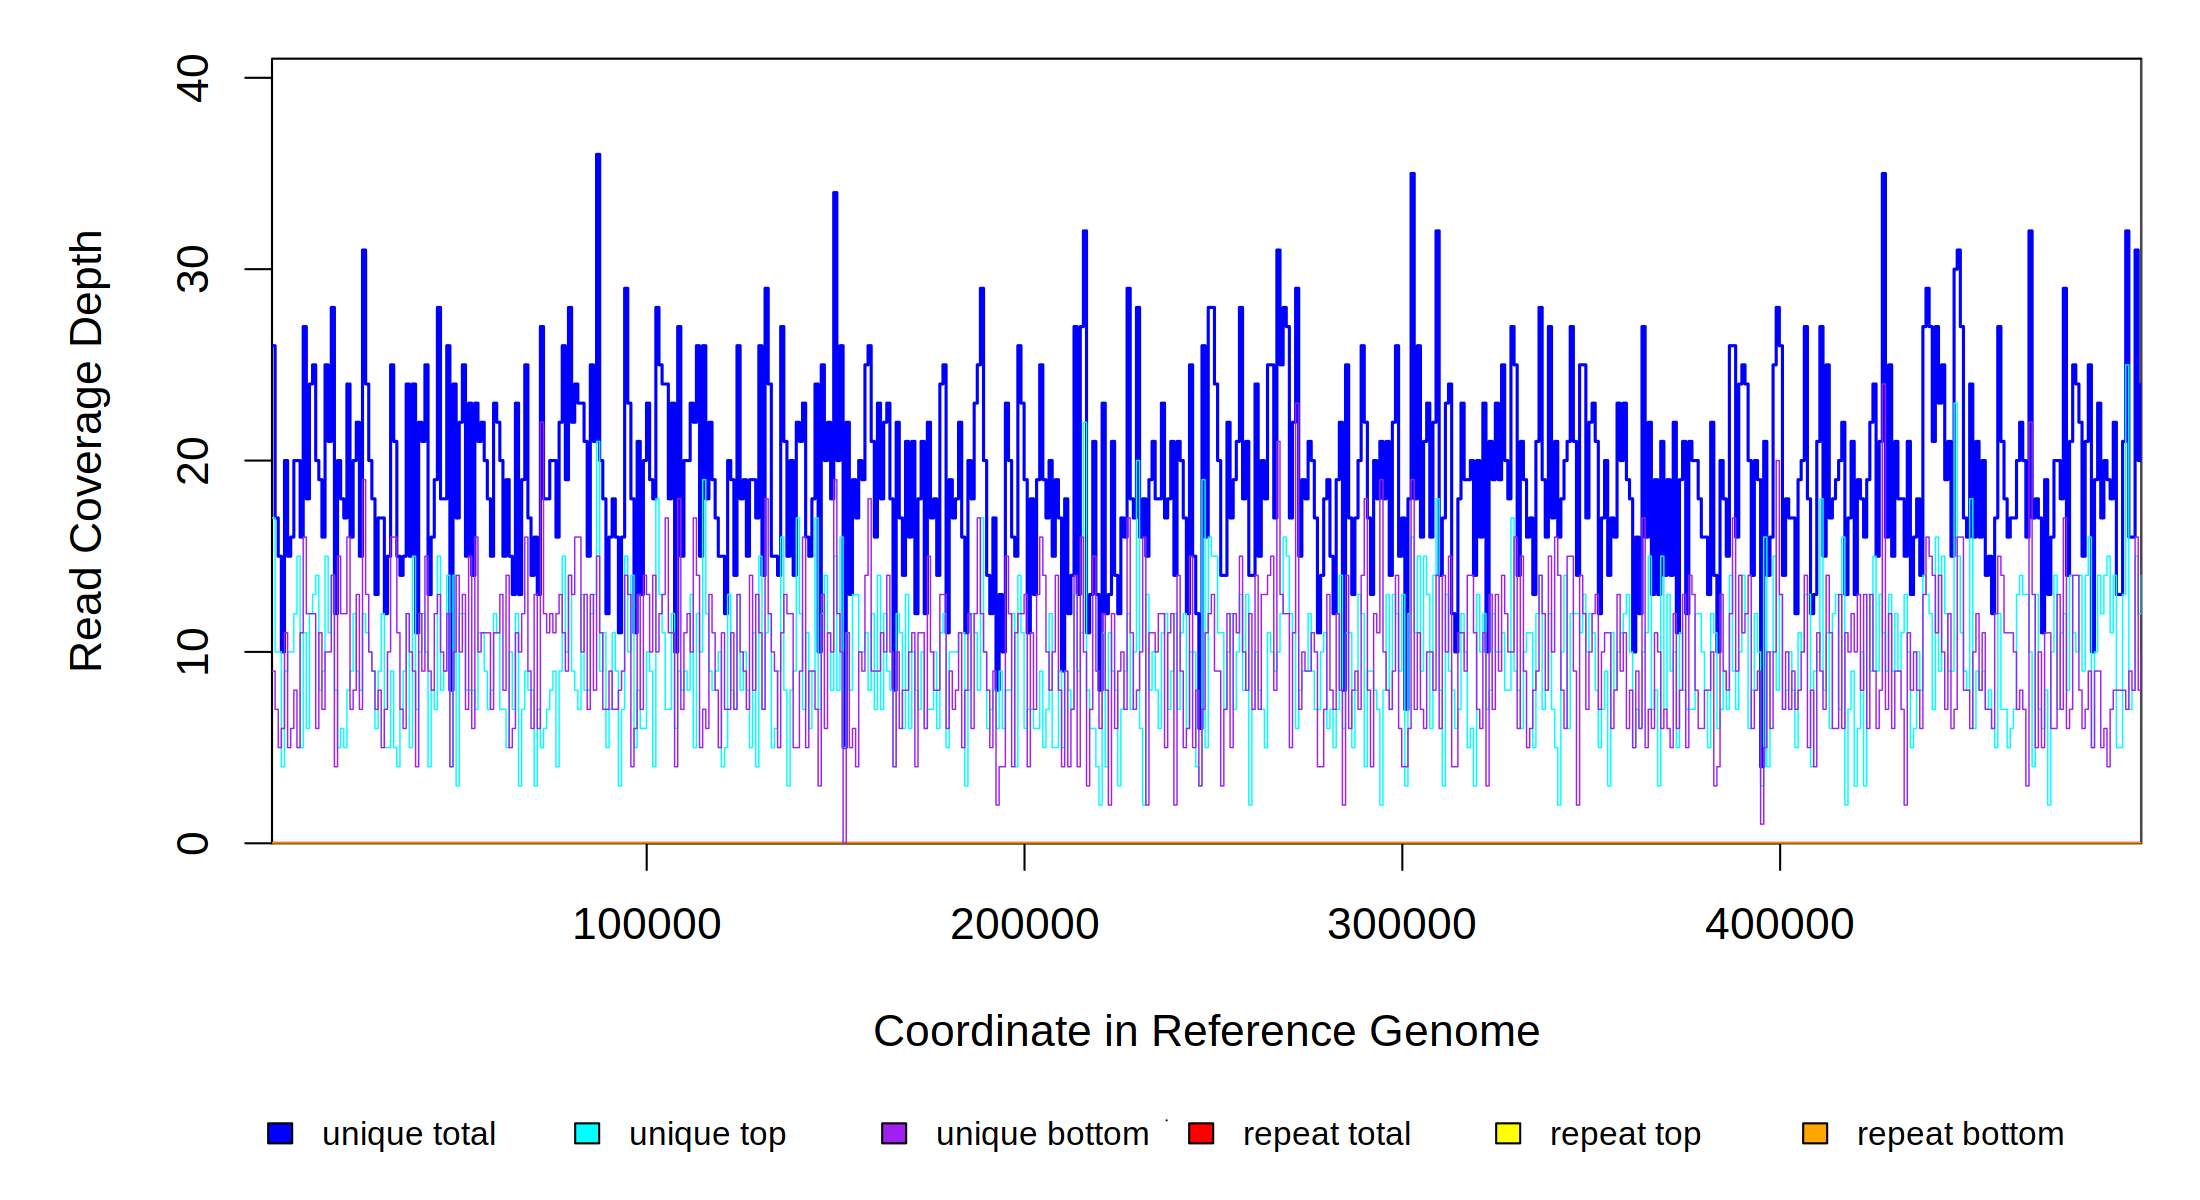 40
30
20
10
0
Read Coverage Depth
100000 200000 300000 400000
Coordinate in Reference Genome
unique total unique top unique bottom repeat total repeat top repeat bottom